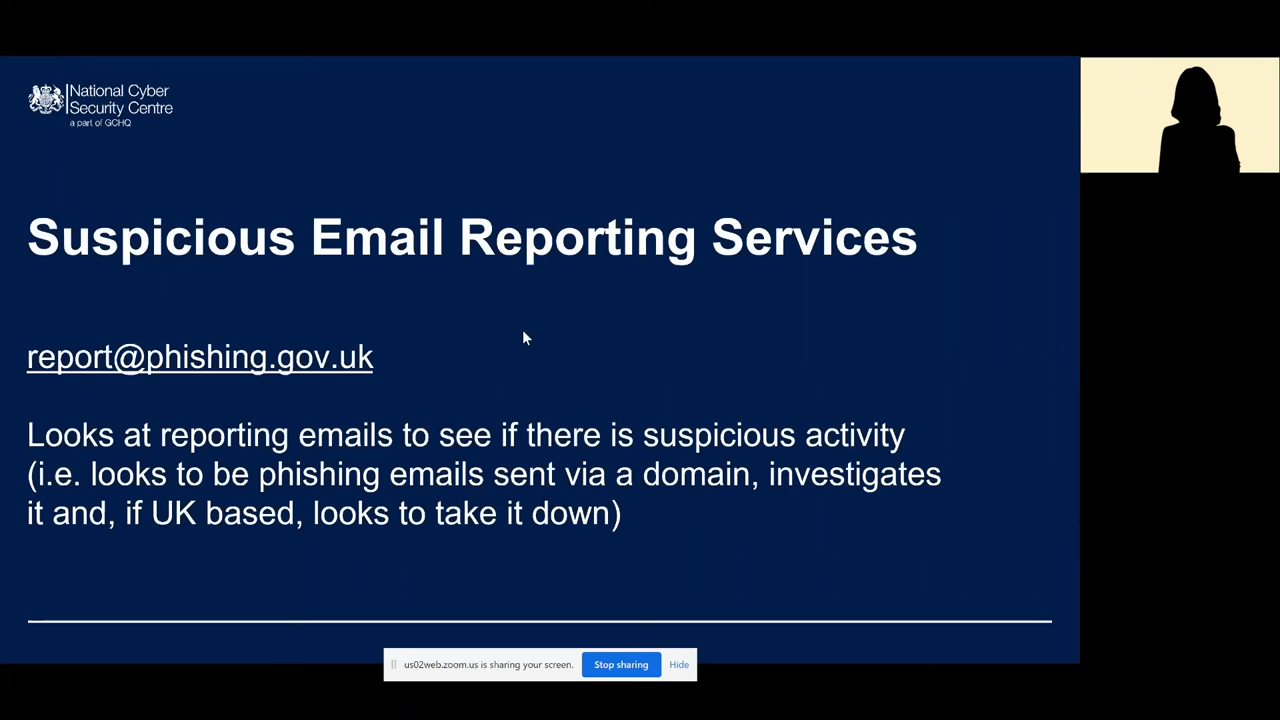 National Cyber
Security Centre
a part of GCHQ
Suspicious Email Reporting Services
report@phishing.gov.uk
Looks at reporting emails to see if there is suspicious activity
(i.e. looks to be phishing emails sent via a domain, investigates
it and, if UK based, looks to take it down)
us02web.zoom.us is sharing your screen. Stop sharing Hide